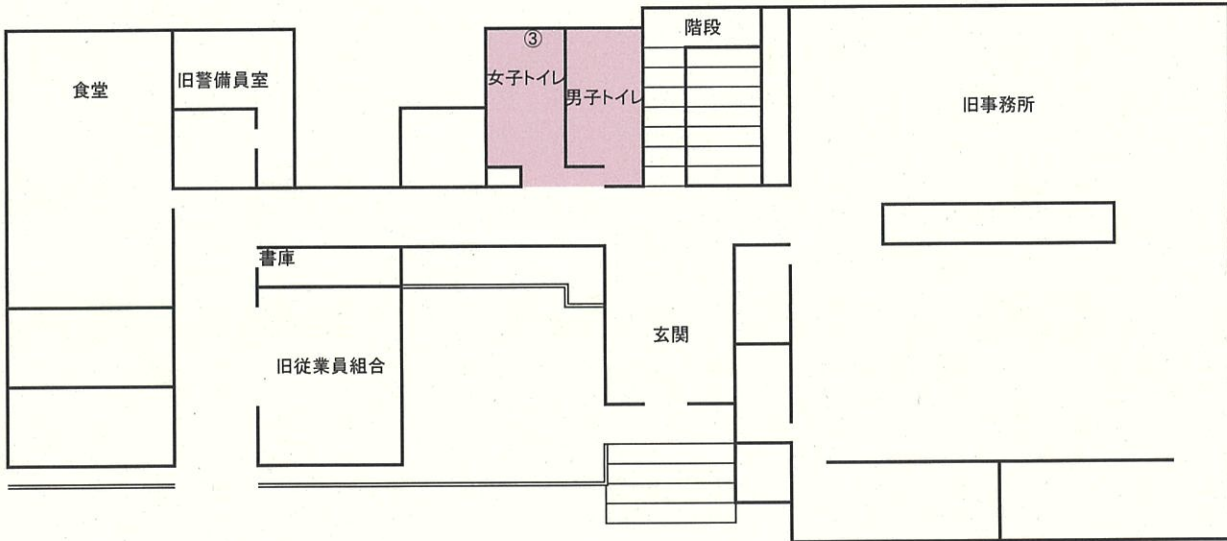 階段
③
女子トイレ
男子トイレ
食堂
旧警備員室
旧事務所
書庫
旧従業員組合
玄関